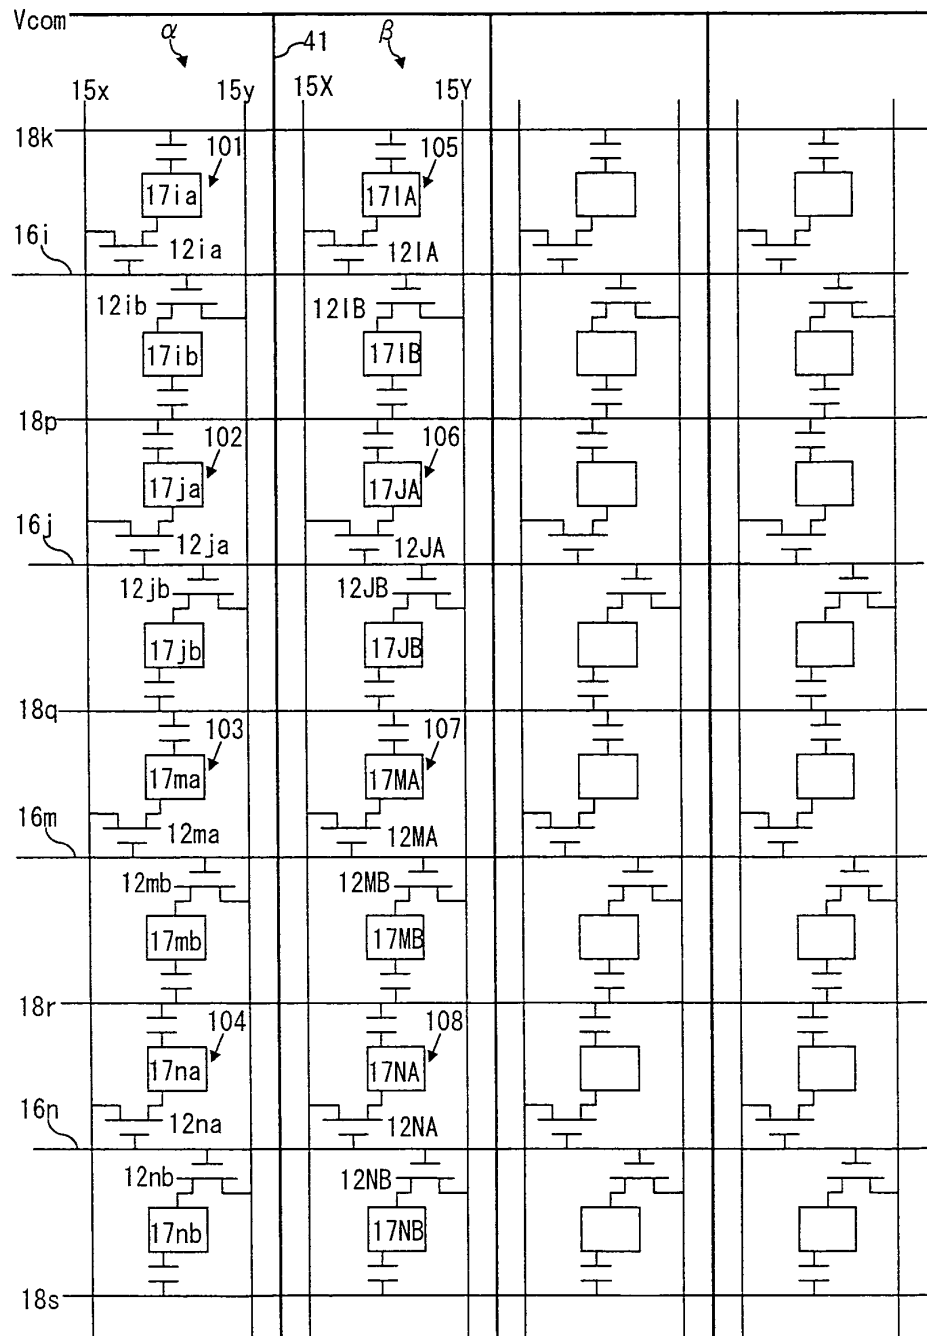 Vcom
α β
41
15x 15y 15X 15Y
18k
101 105
17ia 17IA
16i
12ia 12IA
12ib 12IB
17ib 17IB
18p
102 106
17ja 17JA
16j
12ja 12JA
12jb 12JB
17jb 17JB
18q
103 107
17ma 17MA
16m
12ma 12MA
12mb 12MB
17mb 17MB
18r
104 108
17na 17NA
16n
12na 12NA
12nb 12NB
17nb 17NB
18s